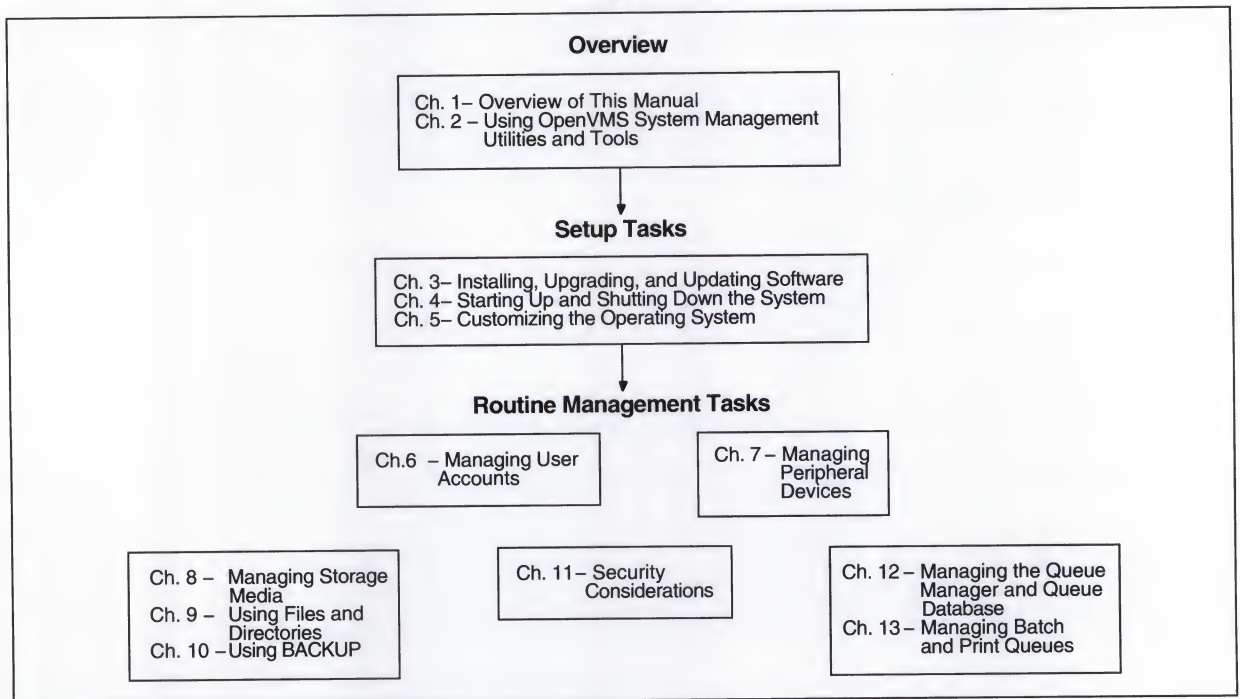 Overview
Ch. 1– Overview of This Manual
Ch. 2 – Using OpenVMS System Management
Utilities and Tools
Setup Tasks
Ch. 3– Installing, Upgrading, and Updating Software
Ch. 4– Starting Up and Shutting Down the System
Ch. 5– Customizing the Operating System
Routine Management Tasks
Ch.6 – Managing User
Accounts
Ch. 7 – Managing
Peripheral
Devices
Ch. 8 – Managing Storage
Media
Ch. 9 – Using Files and
Directories
Ch. 10 –Using BACKUP
Ch. 11– Security
Considerations
Ch. 12 – Managing the Queue
Manager and Queue
Database
Ch. 13 – Managing Batch
and Print Queues